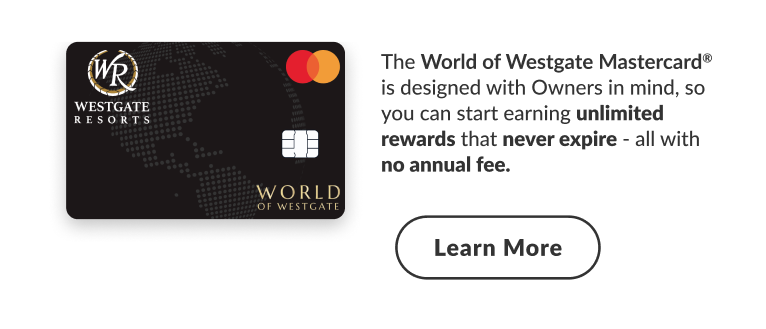 WR
WESTGATE
RESORTS
WORLD
OF WESTGATE
The World of Westgate Mastercard®
is designed with Owners in mind, so
you can start earning unlimited
rewards that never expire - all with
no annual fee.
Learn More